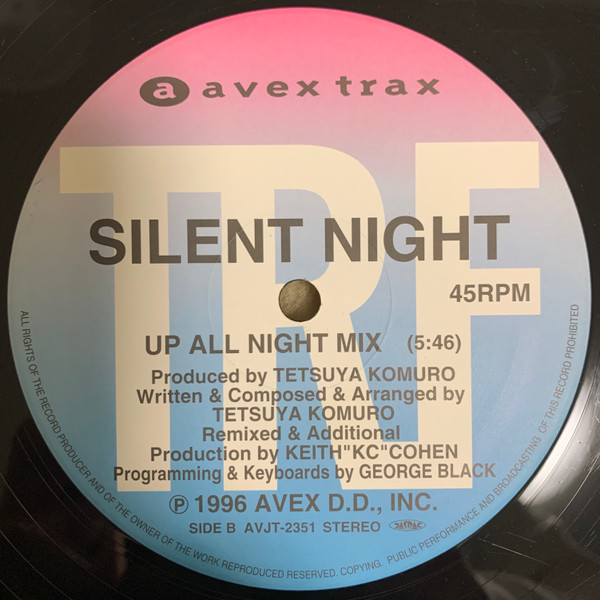 a avex trax
TRF
SILENT NIGHT
45RPM
UP ALL NIGHT MIX (5:46)
Produced by TETSUYA KOMURO
Written & Composed & Arranged by
TETSUYA KOMURO
Remixed & Additional
Production by KEITH"KC"COHEN
Programming & Keyboards by GEORGE BLACK
Ⓟ 1996 AVEX D.D., INC.
SIDE B AVJT-2351 STEREO JASRAC
ALL RIGHTS OF THE RECORD PRODUCER AND OF THE OWNER OF THE WORK REPRODUCED RESERVED. COPYING, PUBLIC PERFORMANCE AND BROADCASTING OF THIS RECORD PROHIBITED